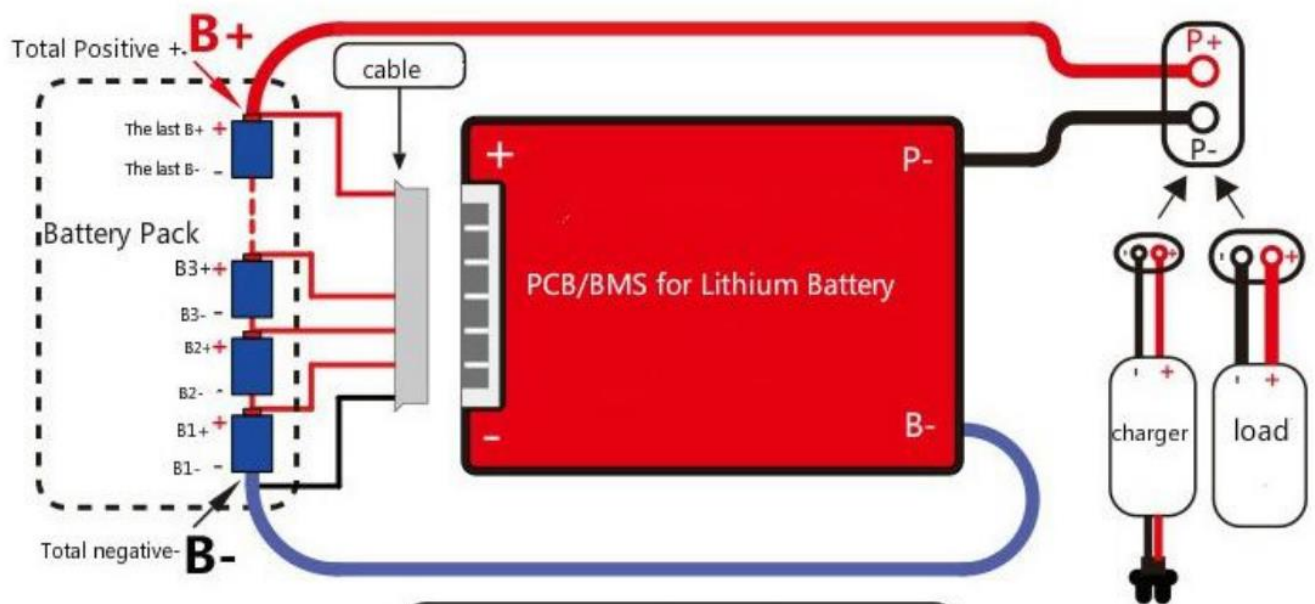 Total Positive +.
B+
cable
P+
P-
The last B+ +
The last B- -
Battery Pack
B3+ +
B3- -
B2+ +
B2- -
B1+ +
B1- -
Total negative-
B-
+
-
P-
PCB/BMS for Lithium Battery
B-
- +
- +
charger
- +
- +
load